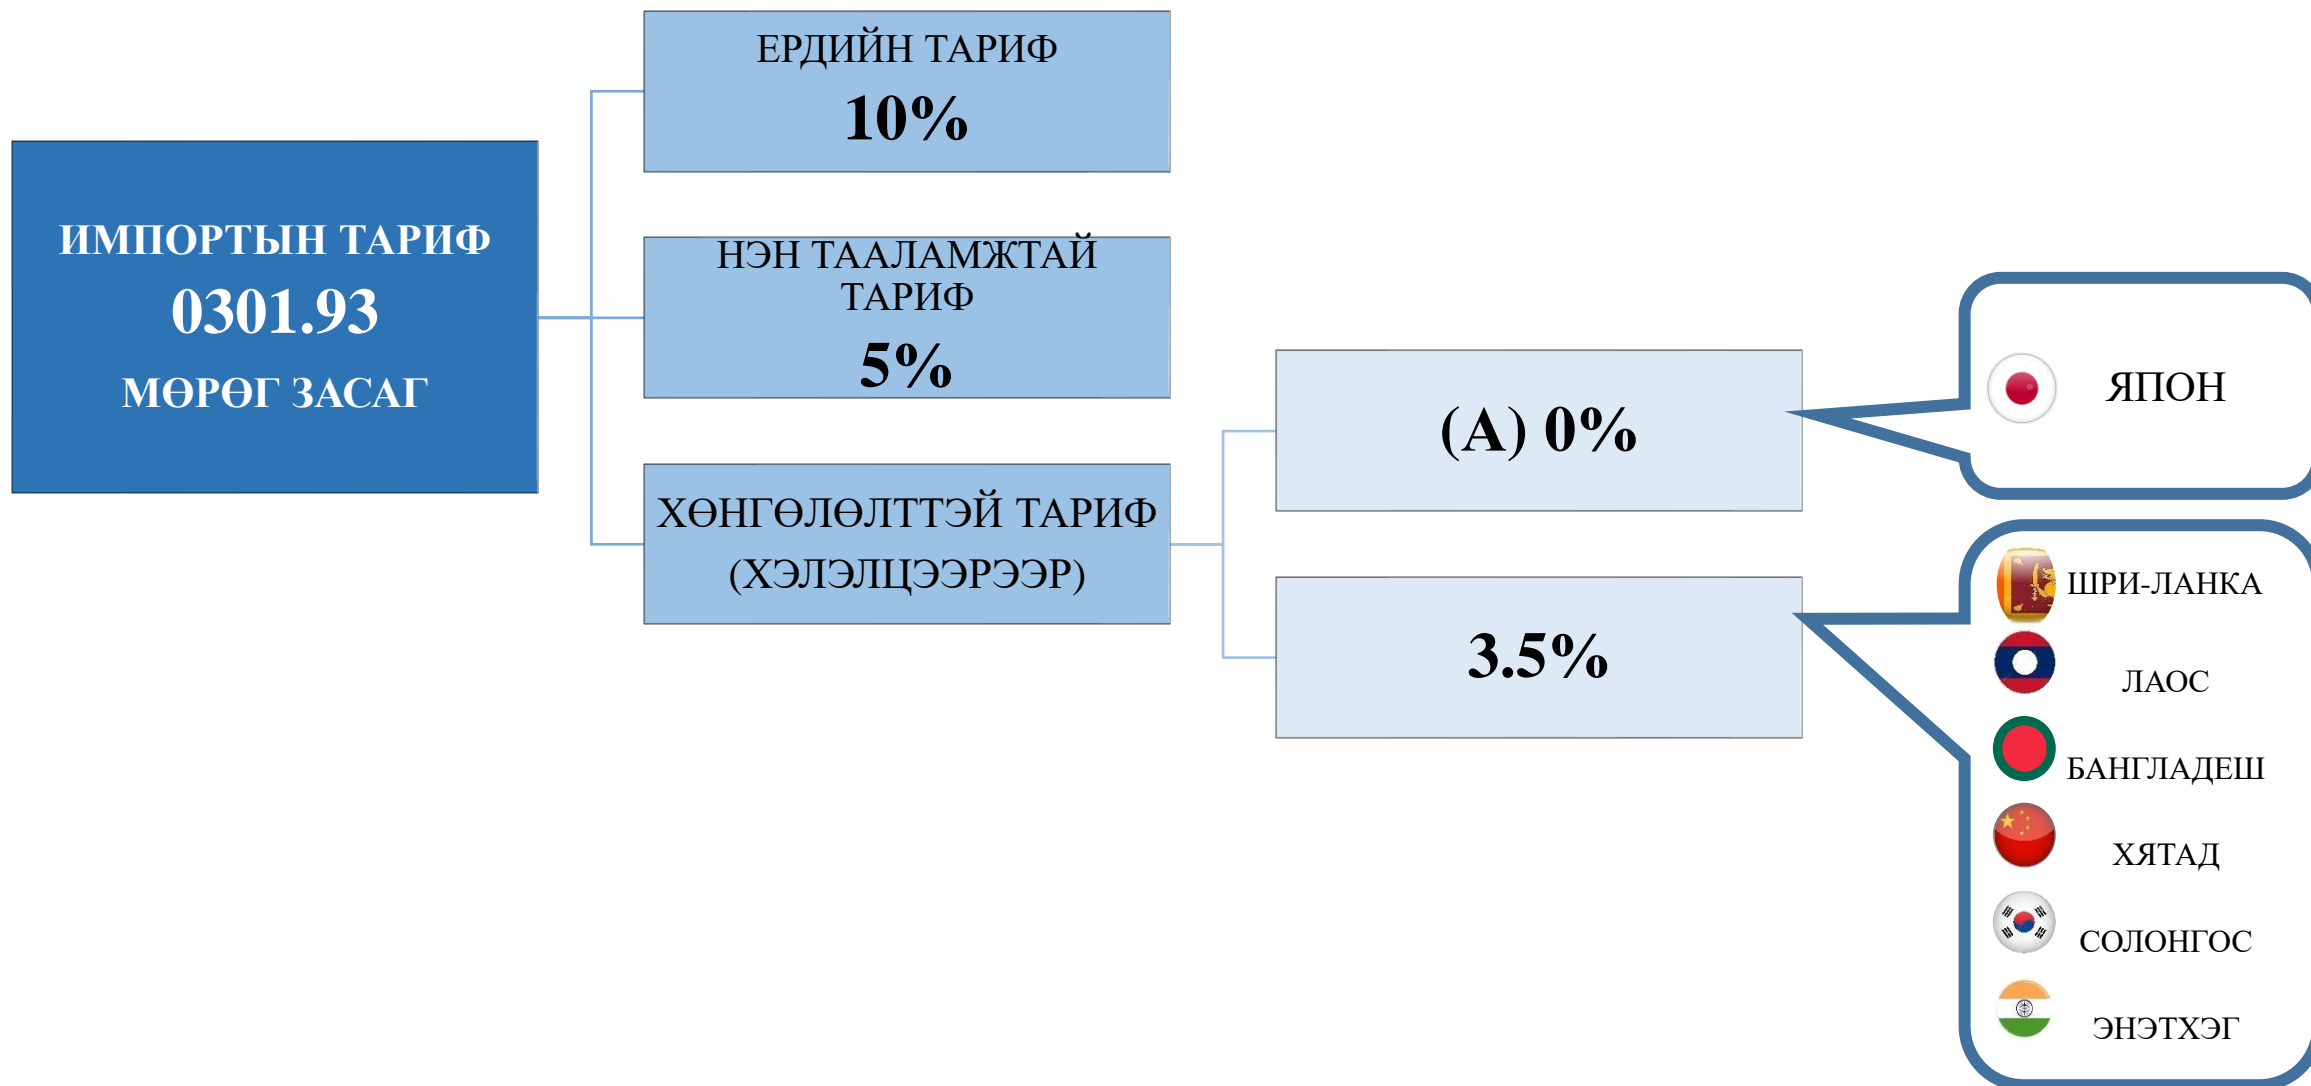 ИМПОРТЫН ТАРИФ
0301.93
МӨРӨГ ЗАСАГ
ЕРДИЙН ТАРИФ
10%
НЭН ТААЛАМЖТАЙ
ТАРИФ
5%
ХӨНГӨЛӨЛТТЭЙ ТАРИФ
(ХЭЛЭЛЦЭЭРЭЭР)
(A) 0%
3.5%
ЯПОН
ШРИ-ЛАНКА
ЛАОС
БАНГЛАДЕШ
ХЯТАД
СОЛОНГОС
ЭНЭТХЭГ